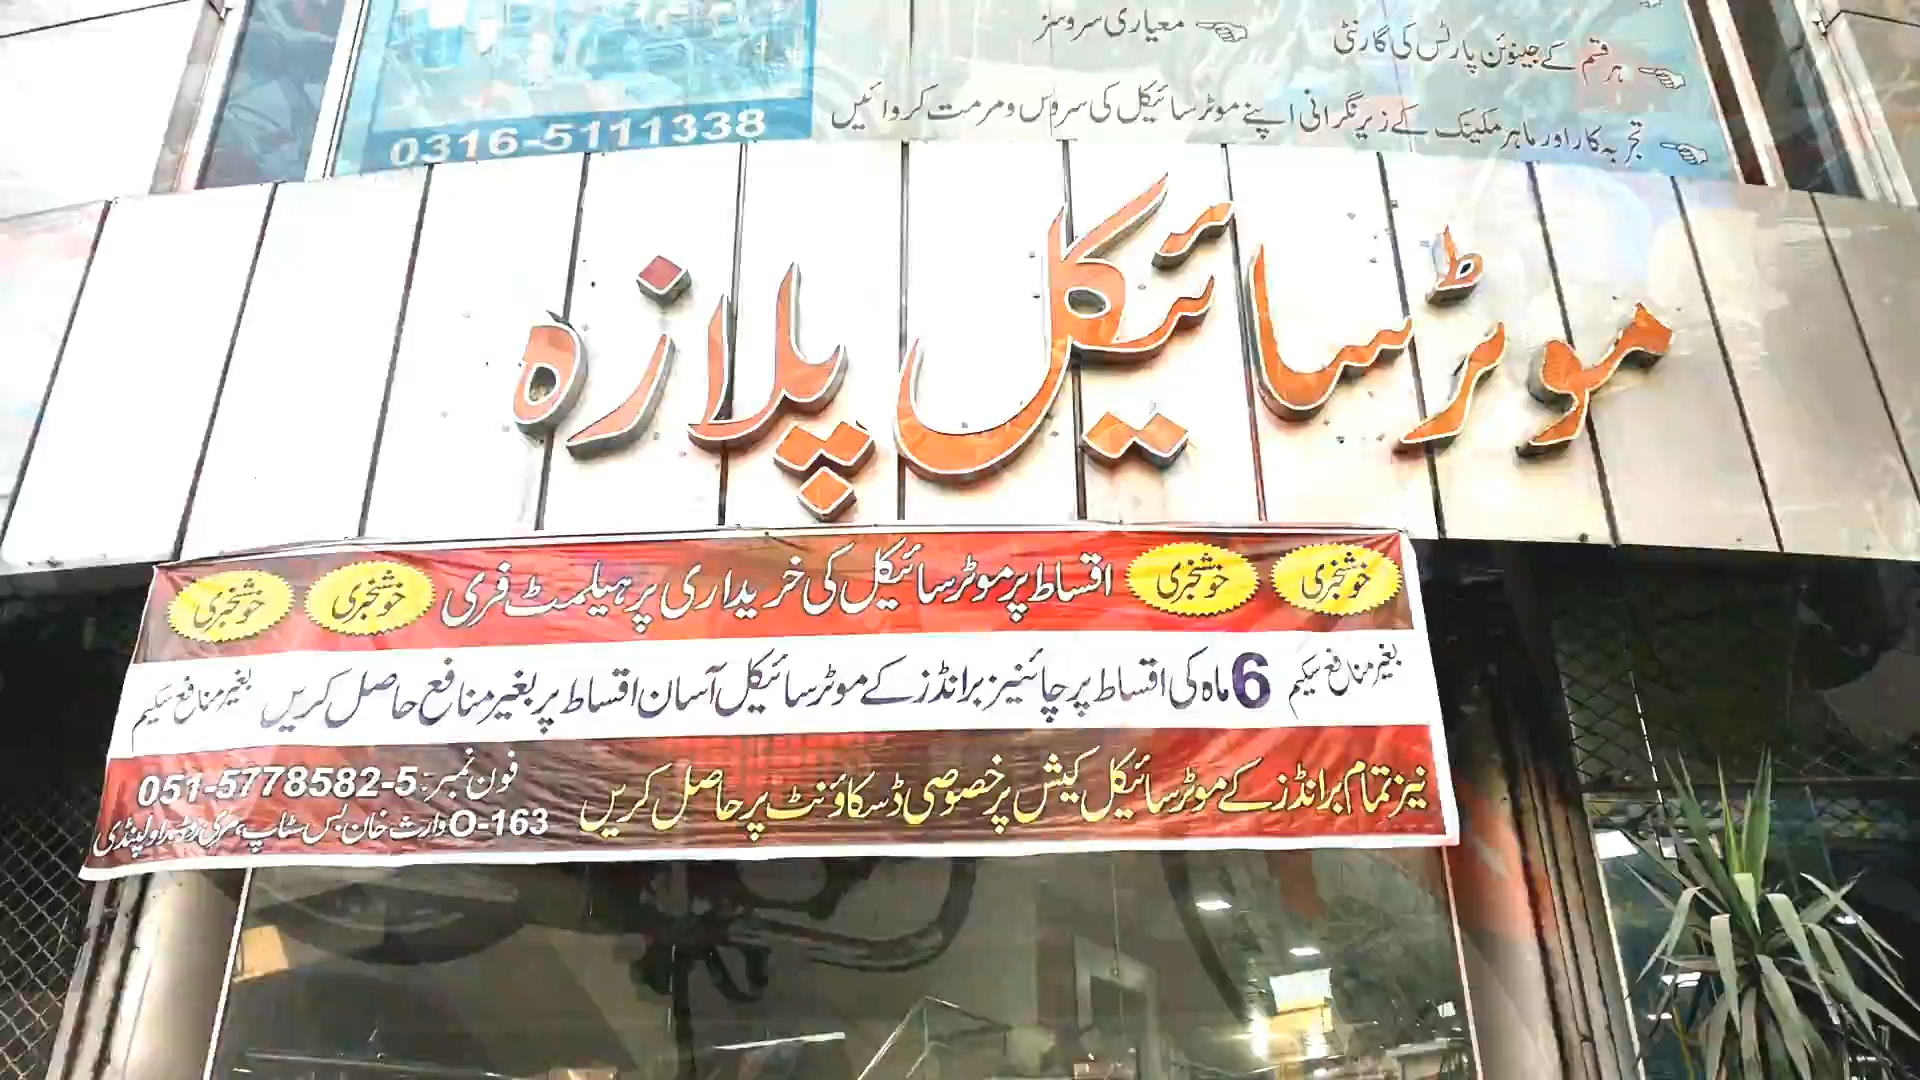 معیاری سروسز
ہر قسم کے جینوئن پارٹس کی گارنٹی
تجربہ کار اور ماہر مکینک کے زیر نگرانی اپنے موٹر سائیکل کی سروس و مرمت کروائیں
0316-5111338
موٹر سائیکل پلازہ
خوشخبری خوشخبری اقساط پر موٹر سائیکل کی خریداری پر ہیلمٹ فری خوشخبری خوشخبری
بغیر منافع سکیم 6 ماہ کی اقساط پر چائنیز برانڈز کے موٹر سائیکل آسان اقساط پر بغیر منافع حاصل کریں بغیر منافع سکیم
نیز تمام برانڈز کے موٹر سائیکل کیش پر خصوصی ڈسکاؤنٹ پر حاصل کریں
فون نمبر: 051-5778582-5
O-163 وارث خان بس سٹاپ، مری روڈ راولپنڈی